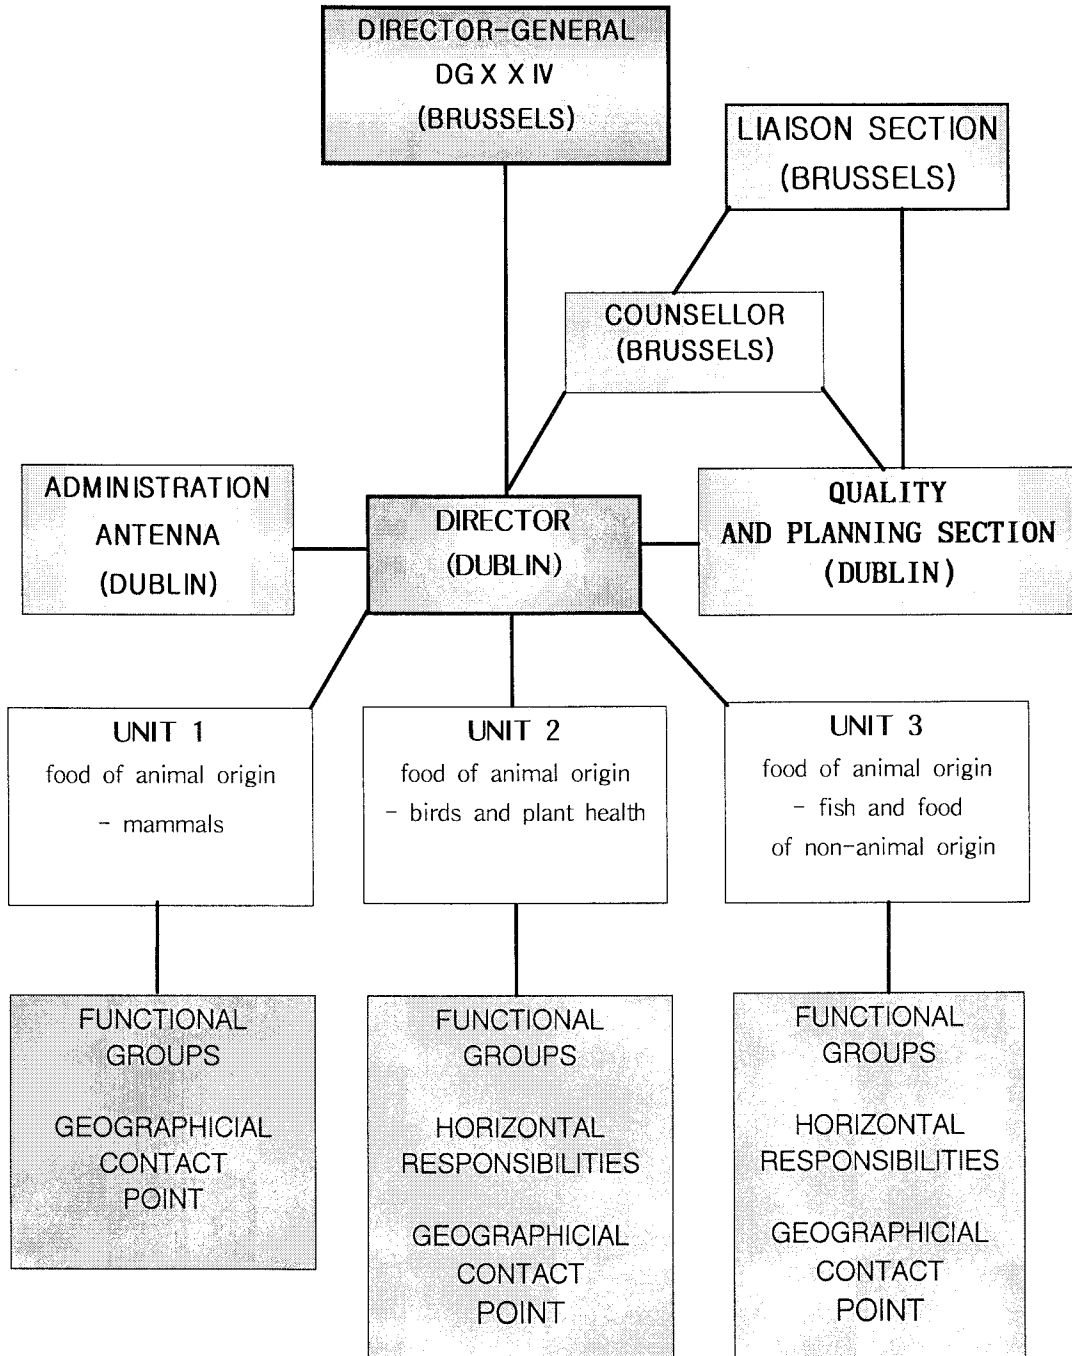 DIRECTOR-GENERAL
DG X X IV
(BRUSSELS)
LIAISON SECTION
(BRUSSELS)
COUNSELLOR
(BRUSSELS)
ADMINISTRATION
ANTENNA
(DUBLIN)
DIRECTOR
(DUBLIN)
QUALITY
AND PLANNING SECTION
(DUBLIN)
UNIT 1
food of animal origin
- mammals
UNIT 2
food of animal origin
- birds and plant health
UNIT 3
food of animal origin
- fish and food
of non-animal origin
FUNCTIONAL
GROUPS
GEOGRAPHICIAL
CONTACT
POINT
FUNCTIONAL
GROUPS
HORIZONTAL
RESPONSIBILITIES
GEOGRAPHICIAL
CONTACT
POINT
FUNCTIONAL
GROUPS
HORIZONTAL
RESPONSIBILITIES
GEOGRAPHICIAL
CONTACT
POINT